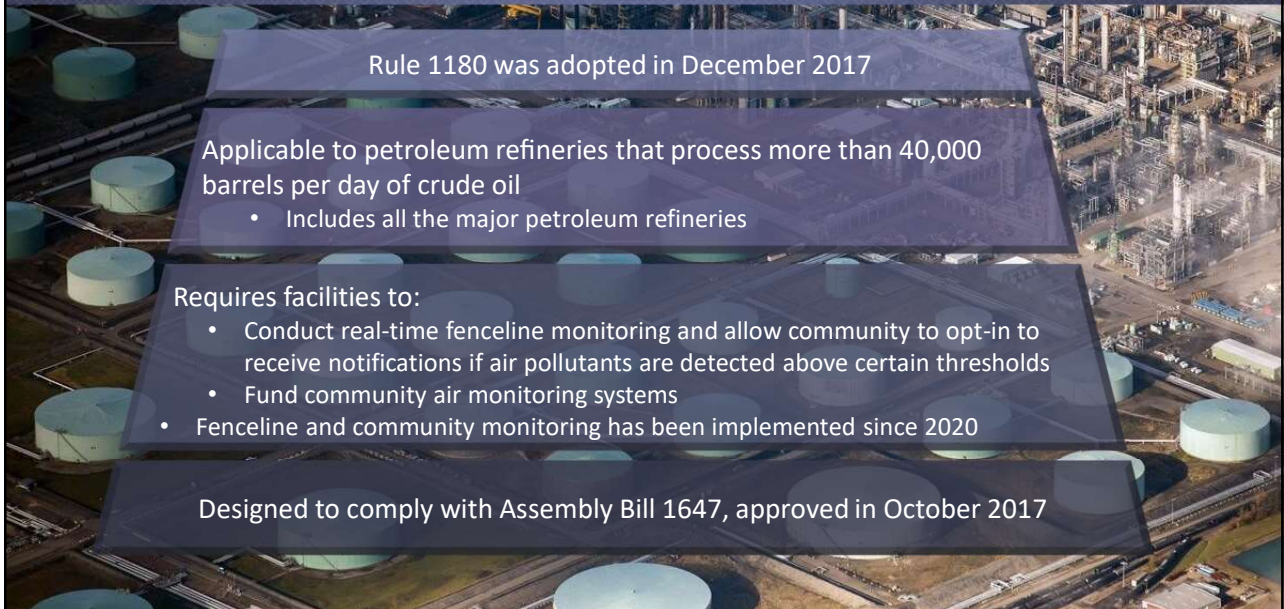 Rule 1180 was adopted in December 2017
Applicable to petroleum refineries that process more than 40,000
barrels per day of crude oil
• Includes all the major petroleum refineries
Requires facilities to:
• Conduct real-time fenceline monitoring and allow community to opt-in to
receive notifications if air pollutants are detected above certain thresholds
• Fund community air monitoring systems
• Fenceline and community monitoring has been implemented since 2020
Designed to comply with Assembly Bill 1647, approved in October 2017